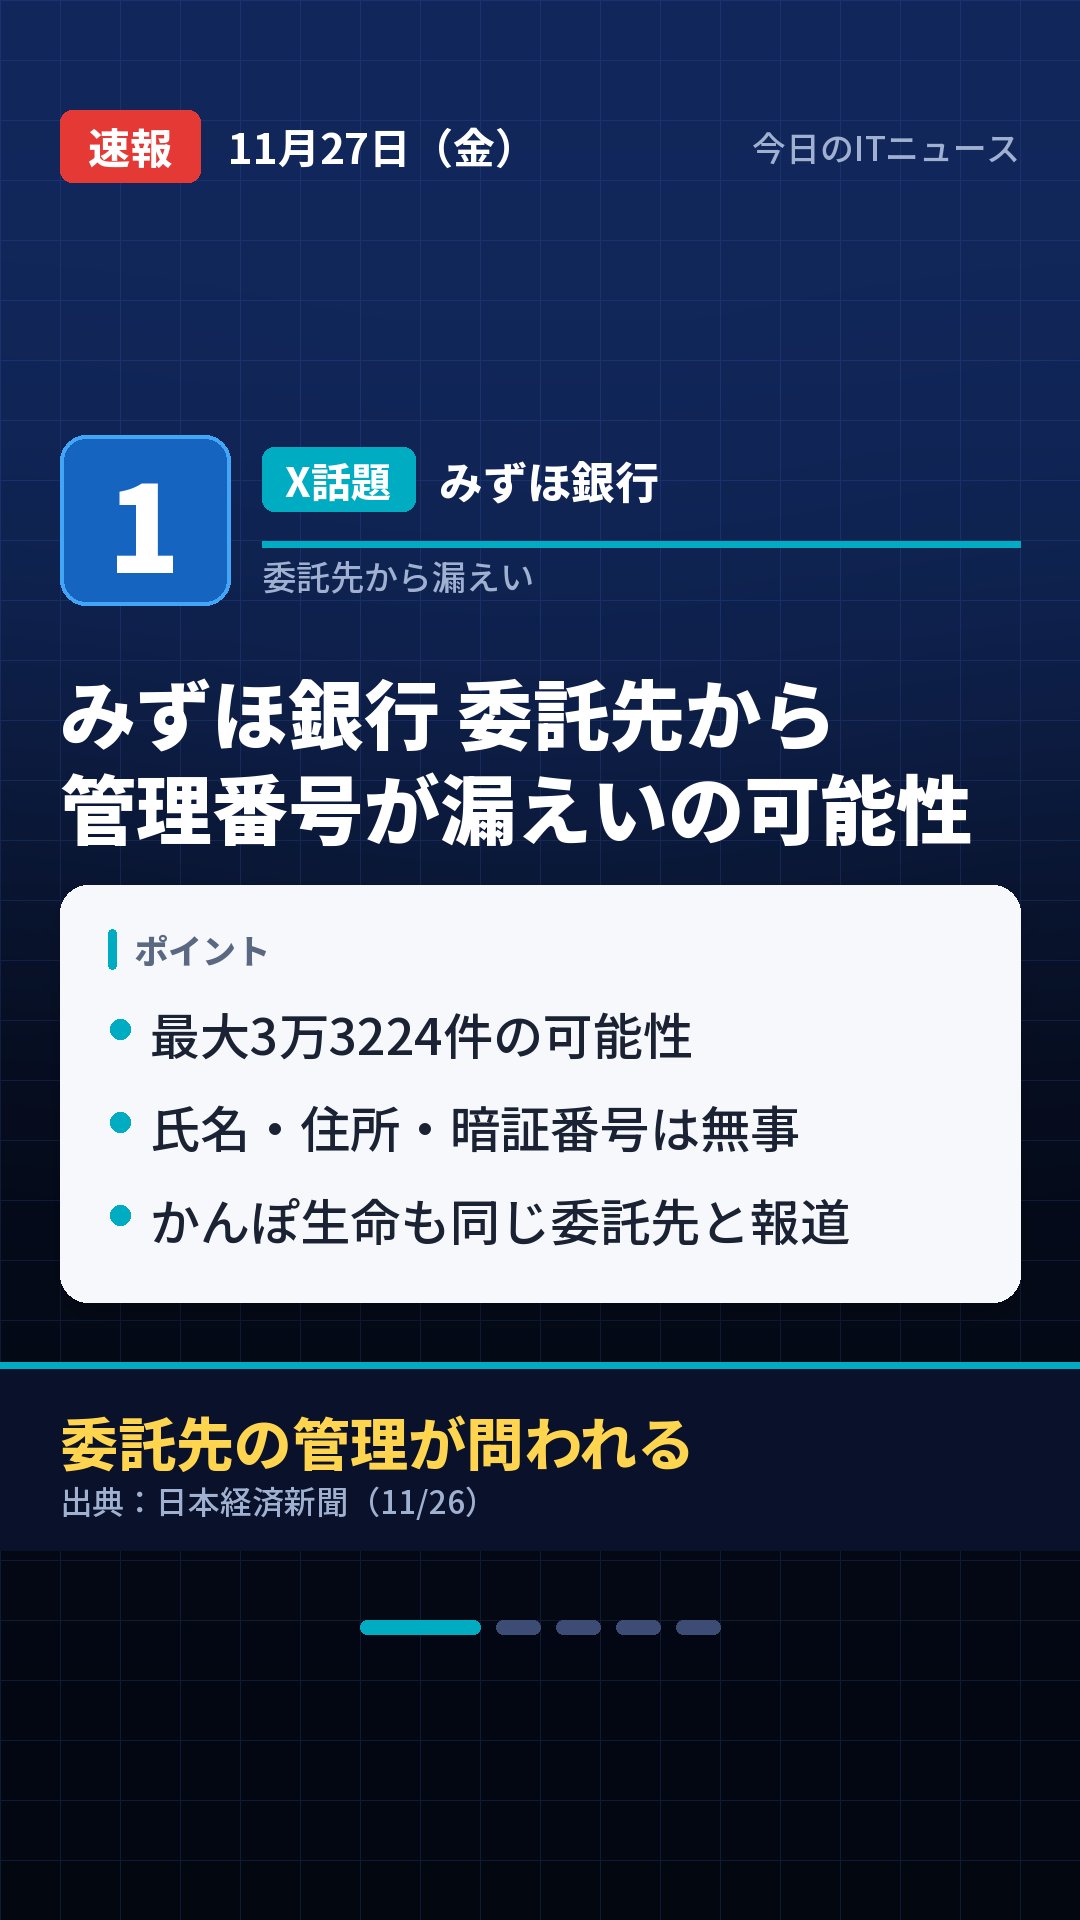 速報 11月27日（金） 今日のITニュース
1
X話題 みずほ銀行
委託先から漏えい
みずほ銀行 委託先から
管理番号が漏えいの可能性
ポイント
最大3万3224件の可能性
氏名・住所・暗証番号は無事
かんぽ生命も同じ委託先と報道
委託先の管理が問われる
出典：日本経済新聞（11/26）